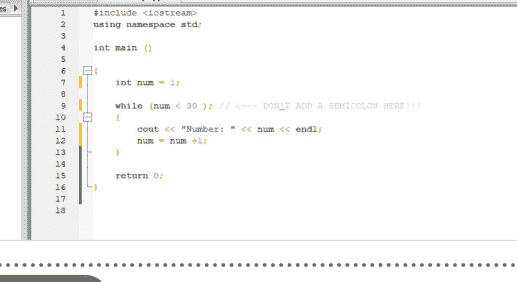 es
1 #include <iostream>
2 using namespace std;
3
4 int main ()
5
6 {
7 int num = 1;
8
9 while (num < 30 ); // <--- DON'T ADD A SEMICOLON HERE!!!
10 {
11 cout << "Number: " << num << endl;
12 num = num +1;
13 }
14
15 return 0;
16 }
17
18